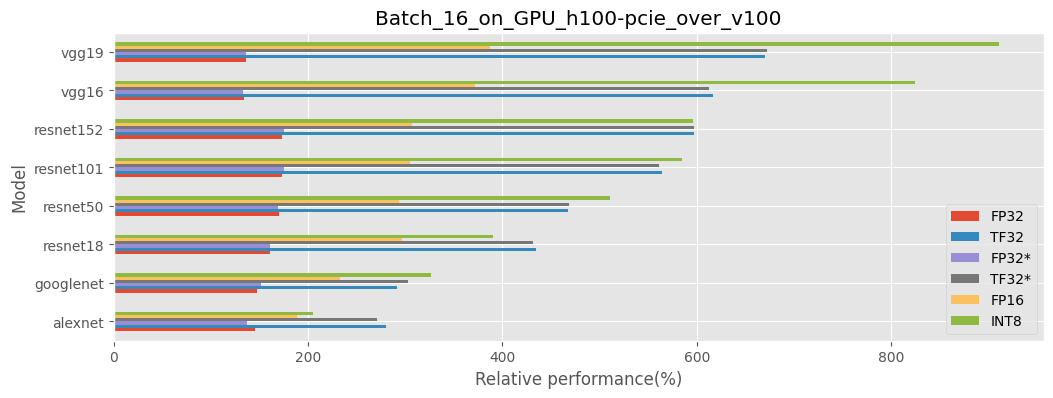 Batch_16_on_GPU_h100-pcie_over_v100
vgg19
vgg16
resnet152
resnet101
resnet50
resnet18
googlenet
alexnet
Model
FP32
TF32
FP32*
TF32*
FP16
INT8
0 200 400 600 800
Relative performance(%)